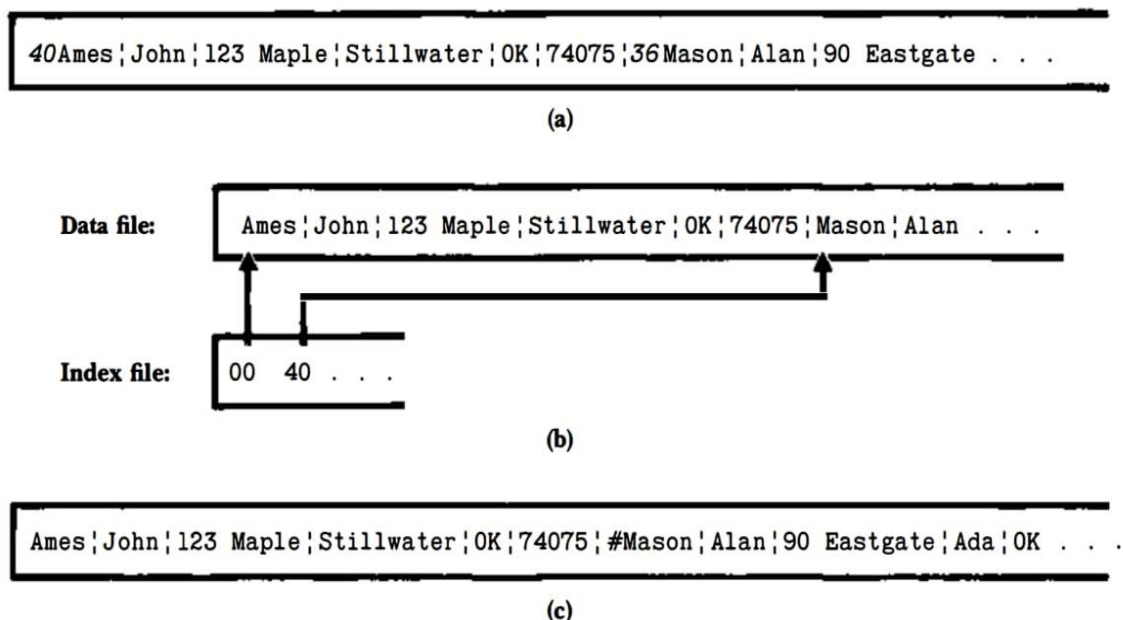 40Ames¦John¦123 Maple¦Stillwater¦OK¦74075¦36Mason¦Alan¦90 Eastgate . . .
(a)
Data file: Ames¦John¦123 Maple¦Stillwater¦OK¦74075¦Mason¦Alan . . .
Index file: 00 40 . . .
(b)
Ames¦John¦123 Maple¦Stillwater¦OK¦74075¦#Mason¦Alan¦90 Eastgate¦Ada¦OK . . .
(c)